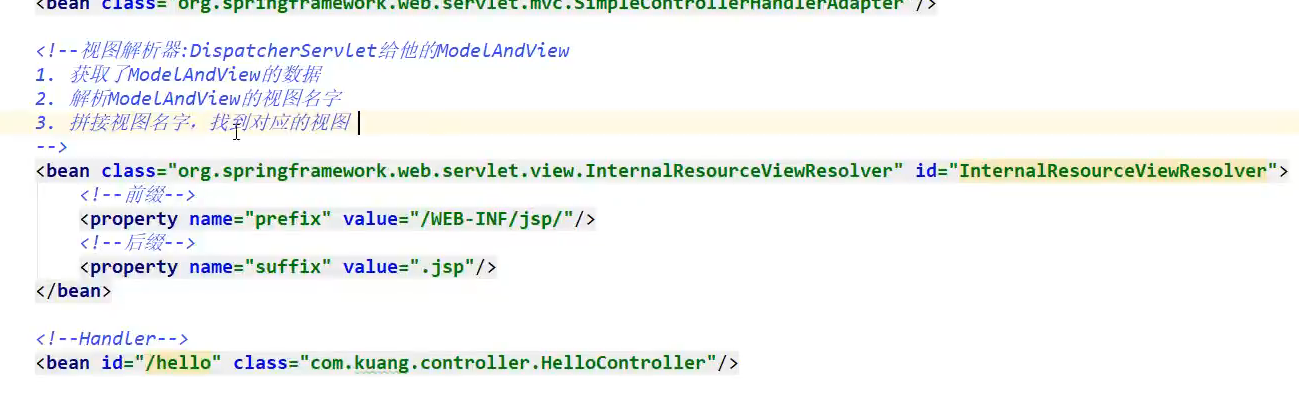 <bean class="org.springframework.web.servlet.mvc.SimpleControllerHandlerAdapter"/>
<!--视图解析器:DispatcherServlet给他的ModelAndView
1. 获取了ModelAndView的数据
2. 解析ModelAndView的视图名字
3. 拼接视图名字，找到对应的视图
-->
<bean class="org.springframework.web.servlet.view.InternalResourceViewResolver" id="InternalResourceViewResolver">
<!--前缀-->
<property name="prefix" value="/WEB-INF/jsp/"/>
<!--后缀-->
<property name="suffix" value=".jsp"/>
</bean>
<!--Handler-->
<bean id="/hello" class="com.kuang.controller.HelloController"/>